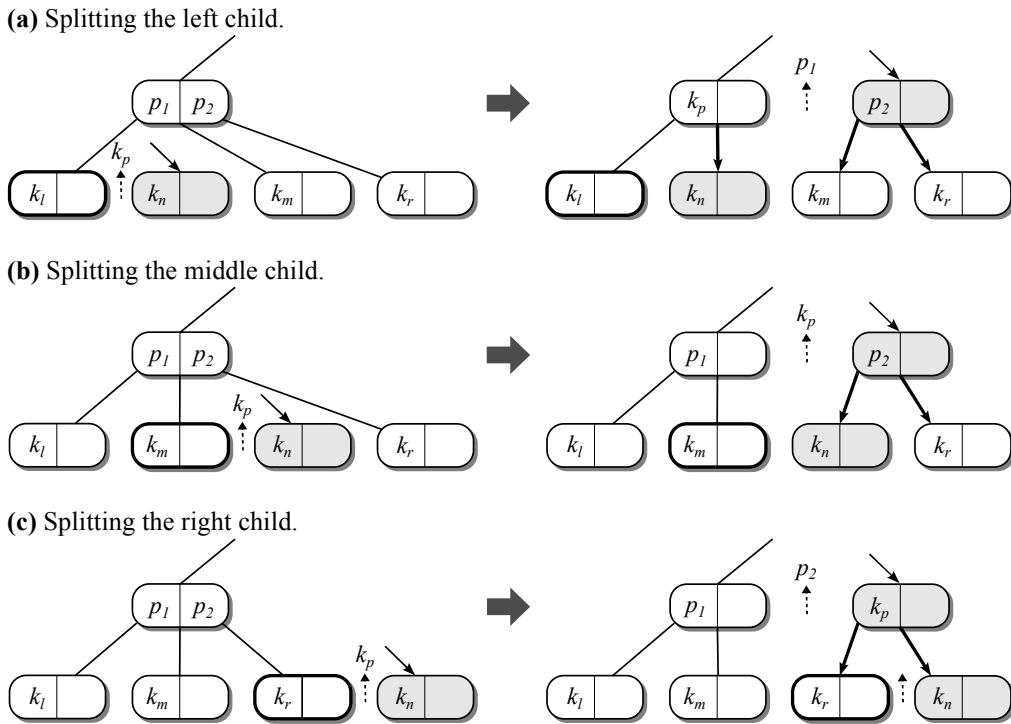 (a) Splitting the left child.
p₁ p₂ kₚ p₁ p₂
kₚ
kₗ kₙ kₘ kᵣ kₗ kₙ kₘ kᵣ
(b) Splitting the middle child.
kₚ
p₁ p₂ p₁ p₂
kₚ
kₗ kₘ kₙ kᵣ kₗ kₘ kₙ kᵣ
(c) Splitting the right child.
p₂
p₁ p₂ p₁ kₚ
kₚ
kₗ kₘ kᵣ kₙ kₗ kₘ kᵣ kₙ